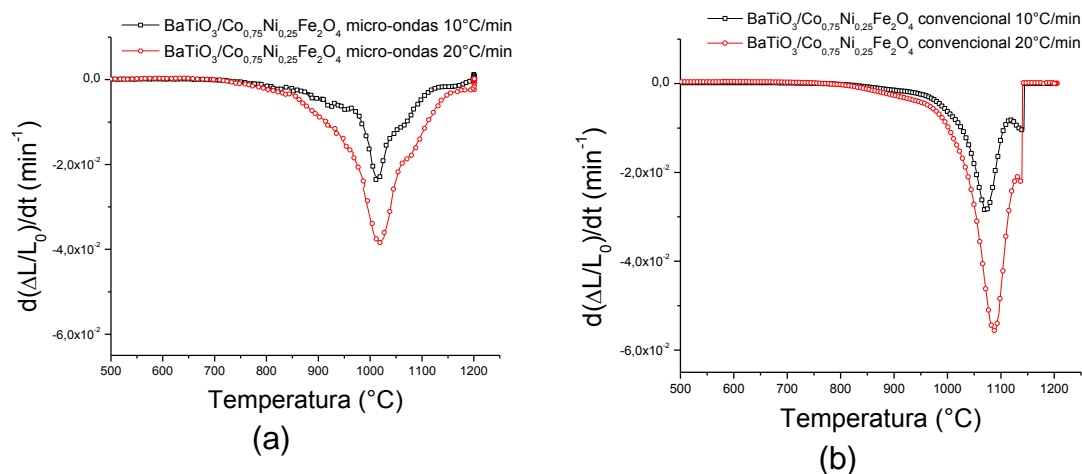 BaTiO3/Co0,75Ni0,25Fe2O4 micro-ondas 10°C/min
BaTiO3/Co0,75Ni0,25Fe2O4 micro-ondas 20°C/min
0,0
-2,0x10-2
-4,0x10-2
-6,0x10-2
d(ΔL/L0)/dt (min-1)
500 600 700 800 900 1000 1100 1200
Temperatura (°C)
(a)
BaTiO3/Co0,75Ni0,25Fe2O4 convencional 10°C/min
BaTiO3/Co0,75Ni0,25Fe2O4 convencional 20°C/min
0,0
-2,0x10-2
-4,0x10-2
-6,0x10-2
d(ΔL/L0)/dt (min-1)
500 600 700 800 900 1000 1100 1200
Temperatura (°C)
(b)